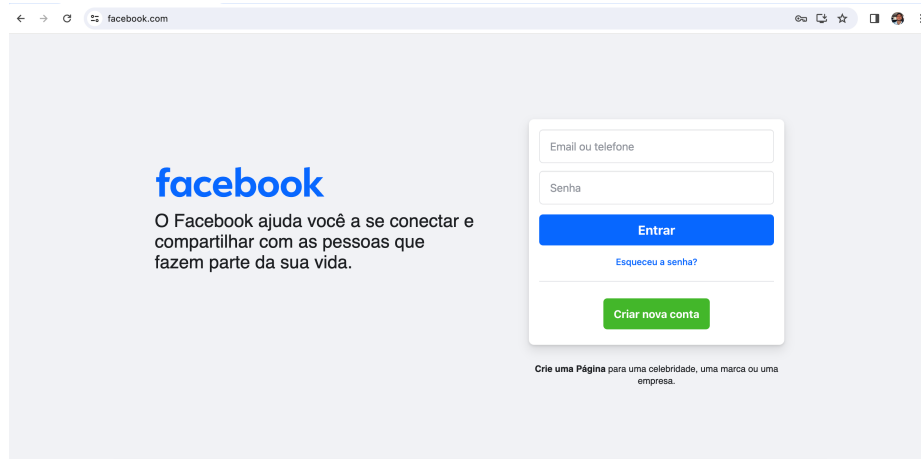 facebook.com
facebook
O Facebook ajuda você a se conectar e
compartilhar com as pessoas que
fazem parte da sua vida.
Email ou telefone
Senha
Entrar
Esqueceu a senha?
Criar nova conta
Crie uma Página para uma celebridade, uma marca ou uma
empresa.